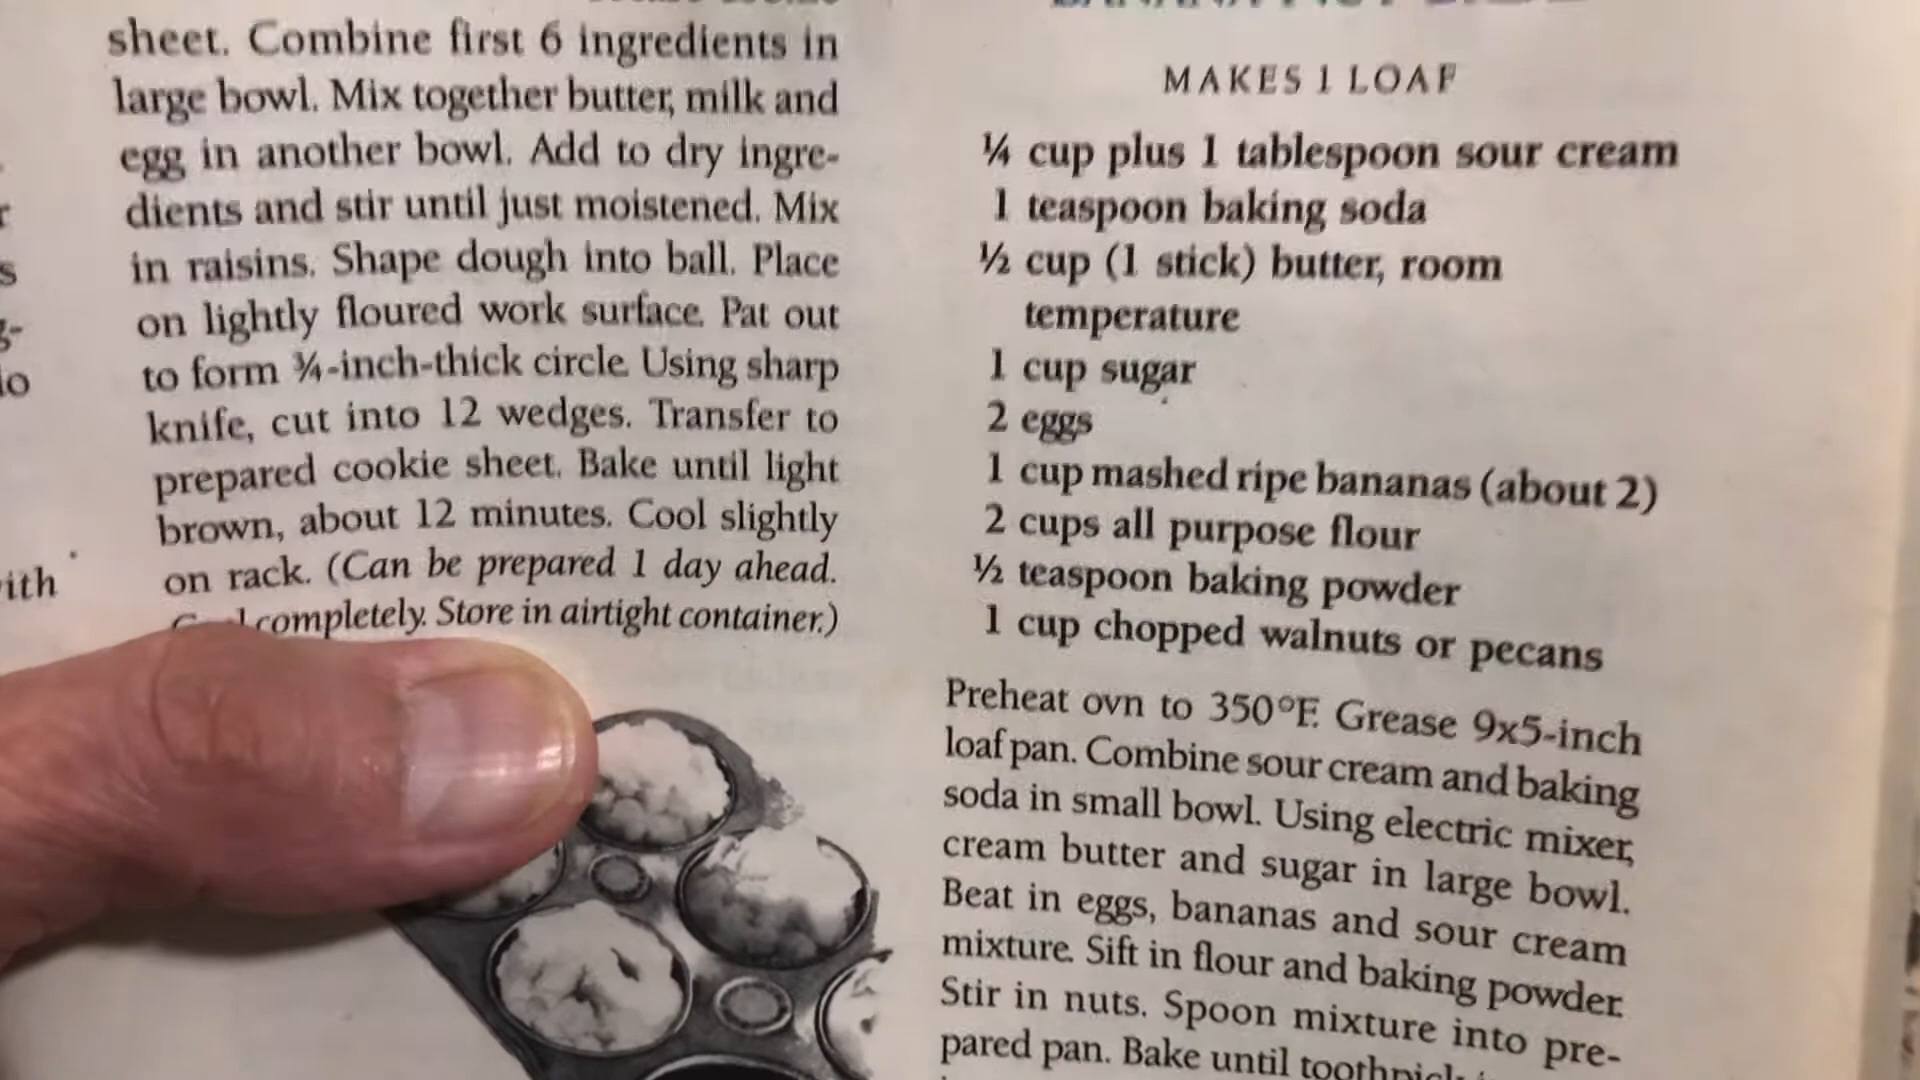 sheet. Combine first 6 ingredients in
large bowl. Mix together butter, milk and
egg in another bowl. Add to dry ingre-
dients and stir until just moistened. Mix
in raisins. Shape dough into ball. Place
on lightly floured work surface. Pat out
to form ¾-inch-thick circle. Using sharp
knife, cut into 12 wedges. Transfer to
prepared cookie sheet. Bake until light
brown, about 12 minutes. Cool slightly
on rack. (Can be prepared 1 day ahead.
completely. Store in airtight container.)
MAKES 1 LOAF
¼ cup plus 1 tablespoon sour cream
1 teaspoon baking soda
½ cup (1 stick) butter, room
temperature
1 cup sugar
2 eggs
1 cup mashed ripe bananas (about 2)
2 cups all purpose flour
½ teaspoon baking powder
1 cup chopped walnuts or pecans
Preheat ovn to 350°F. Grease 9x5-inch
loaf pan. Combine sour cream and baking
soda in small bowl. Using electric mixer,
cream butter and sugar in large bowl.
Beat in eggs, bananas and sour cream
mixture. Sift in flour and baking powder.
Stir in nuts. Spoon mixture into pre-
pared pan. Bake until toothpick